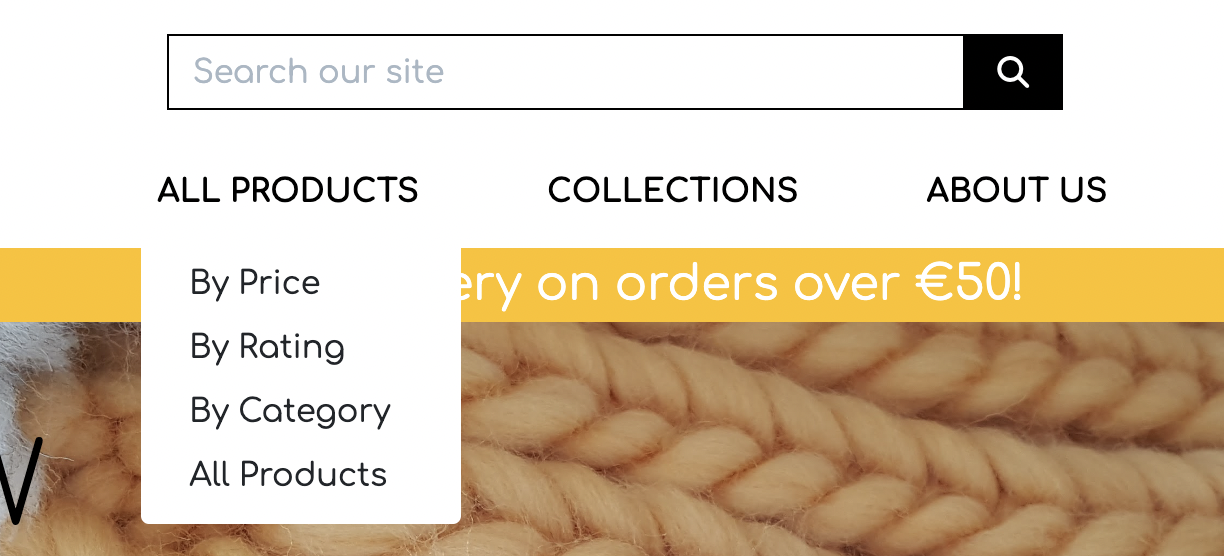 Search our site
ALL PRODUCTS COLLECTIONS ABOUT US
By Price
ery on orders over €50!
By Rating
By Category
All Products